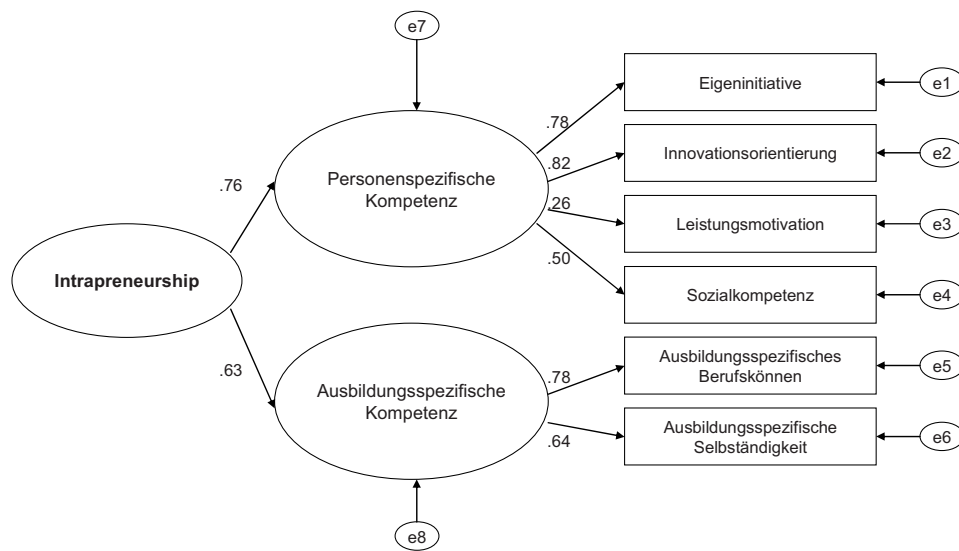 e7
Eigeninitiative
e1
.78
Innovationsorientierung
e2
.82
Personenspezifische
Kompetenz
.76
.26
Leistungsmotivation
e3
.50
Intrapreneurship
Sozialkompetenz
e4
.63
Ausbildungsspezifisches
Berufskönnen
e5
.78
Ausbildungsspezifische
Kompetenz
Ausbildungsspezifische
Selbständigkeit
e6
.64
e8